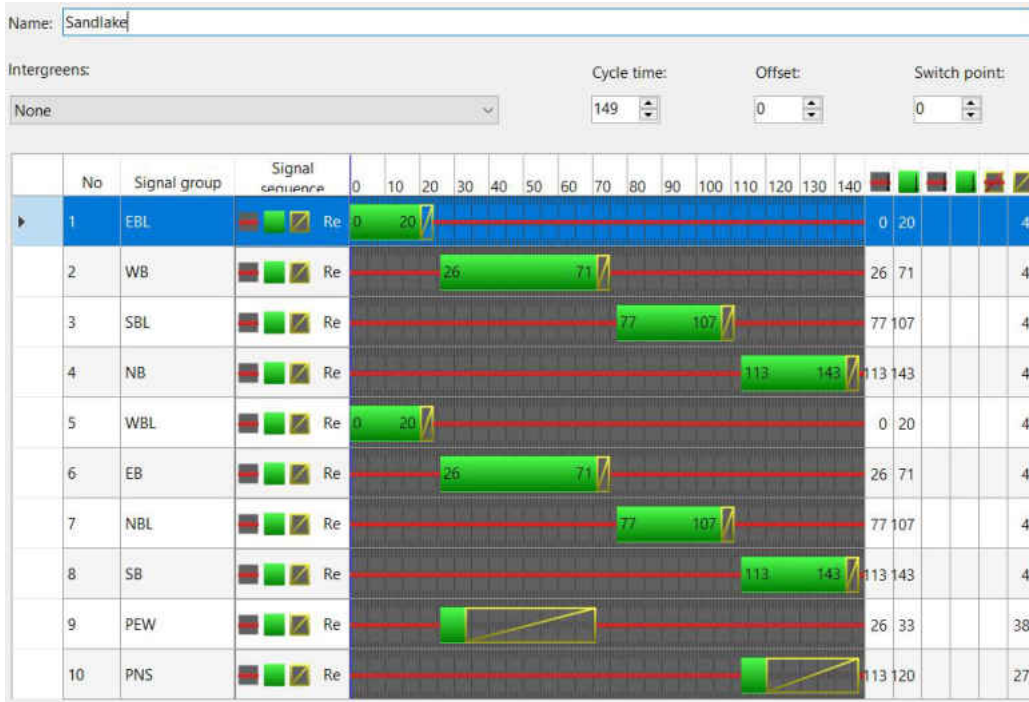 Name: Sandlake
Intergreens: Cycle time: Offset: Switch point:
None 149 0 0
No Signal group Signal sequence 0 10 20 30 40 50 60 70 80 90 100 110 120 130 140
1 EBL Re 0 20 0 20 4
2 WB Re 26 71 26 71 4
3 SBL Re 77 107 77 107 4
4 NB Re 113 143 113 143 4
5 WBL Re 0 20 0 20 4
6 EB Re 26 71 26 71 4
7 NBL Re 77 107 77 107 4
8 SB Re 113 143 113 143 4
9 PEW Re 26 33 38
10 PNS Re 113 120 27